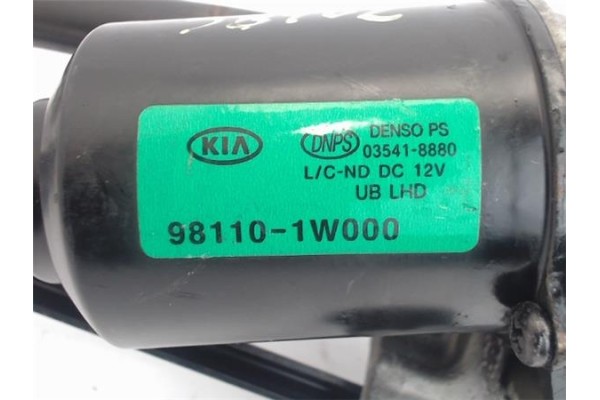 KIA DNPS DENSO PS
03541-8880
L/C-ND DC 12V
UB LHD
98110-1W000